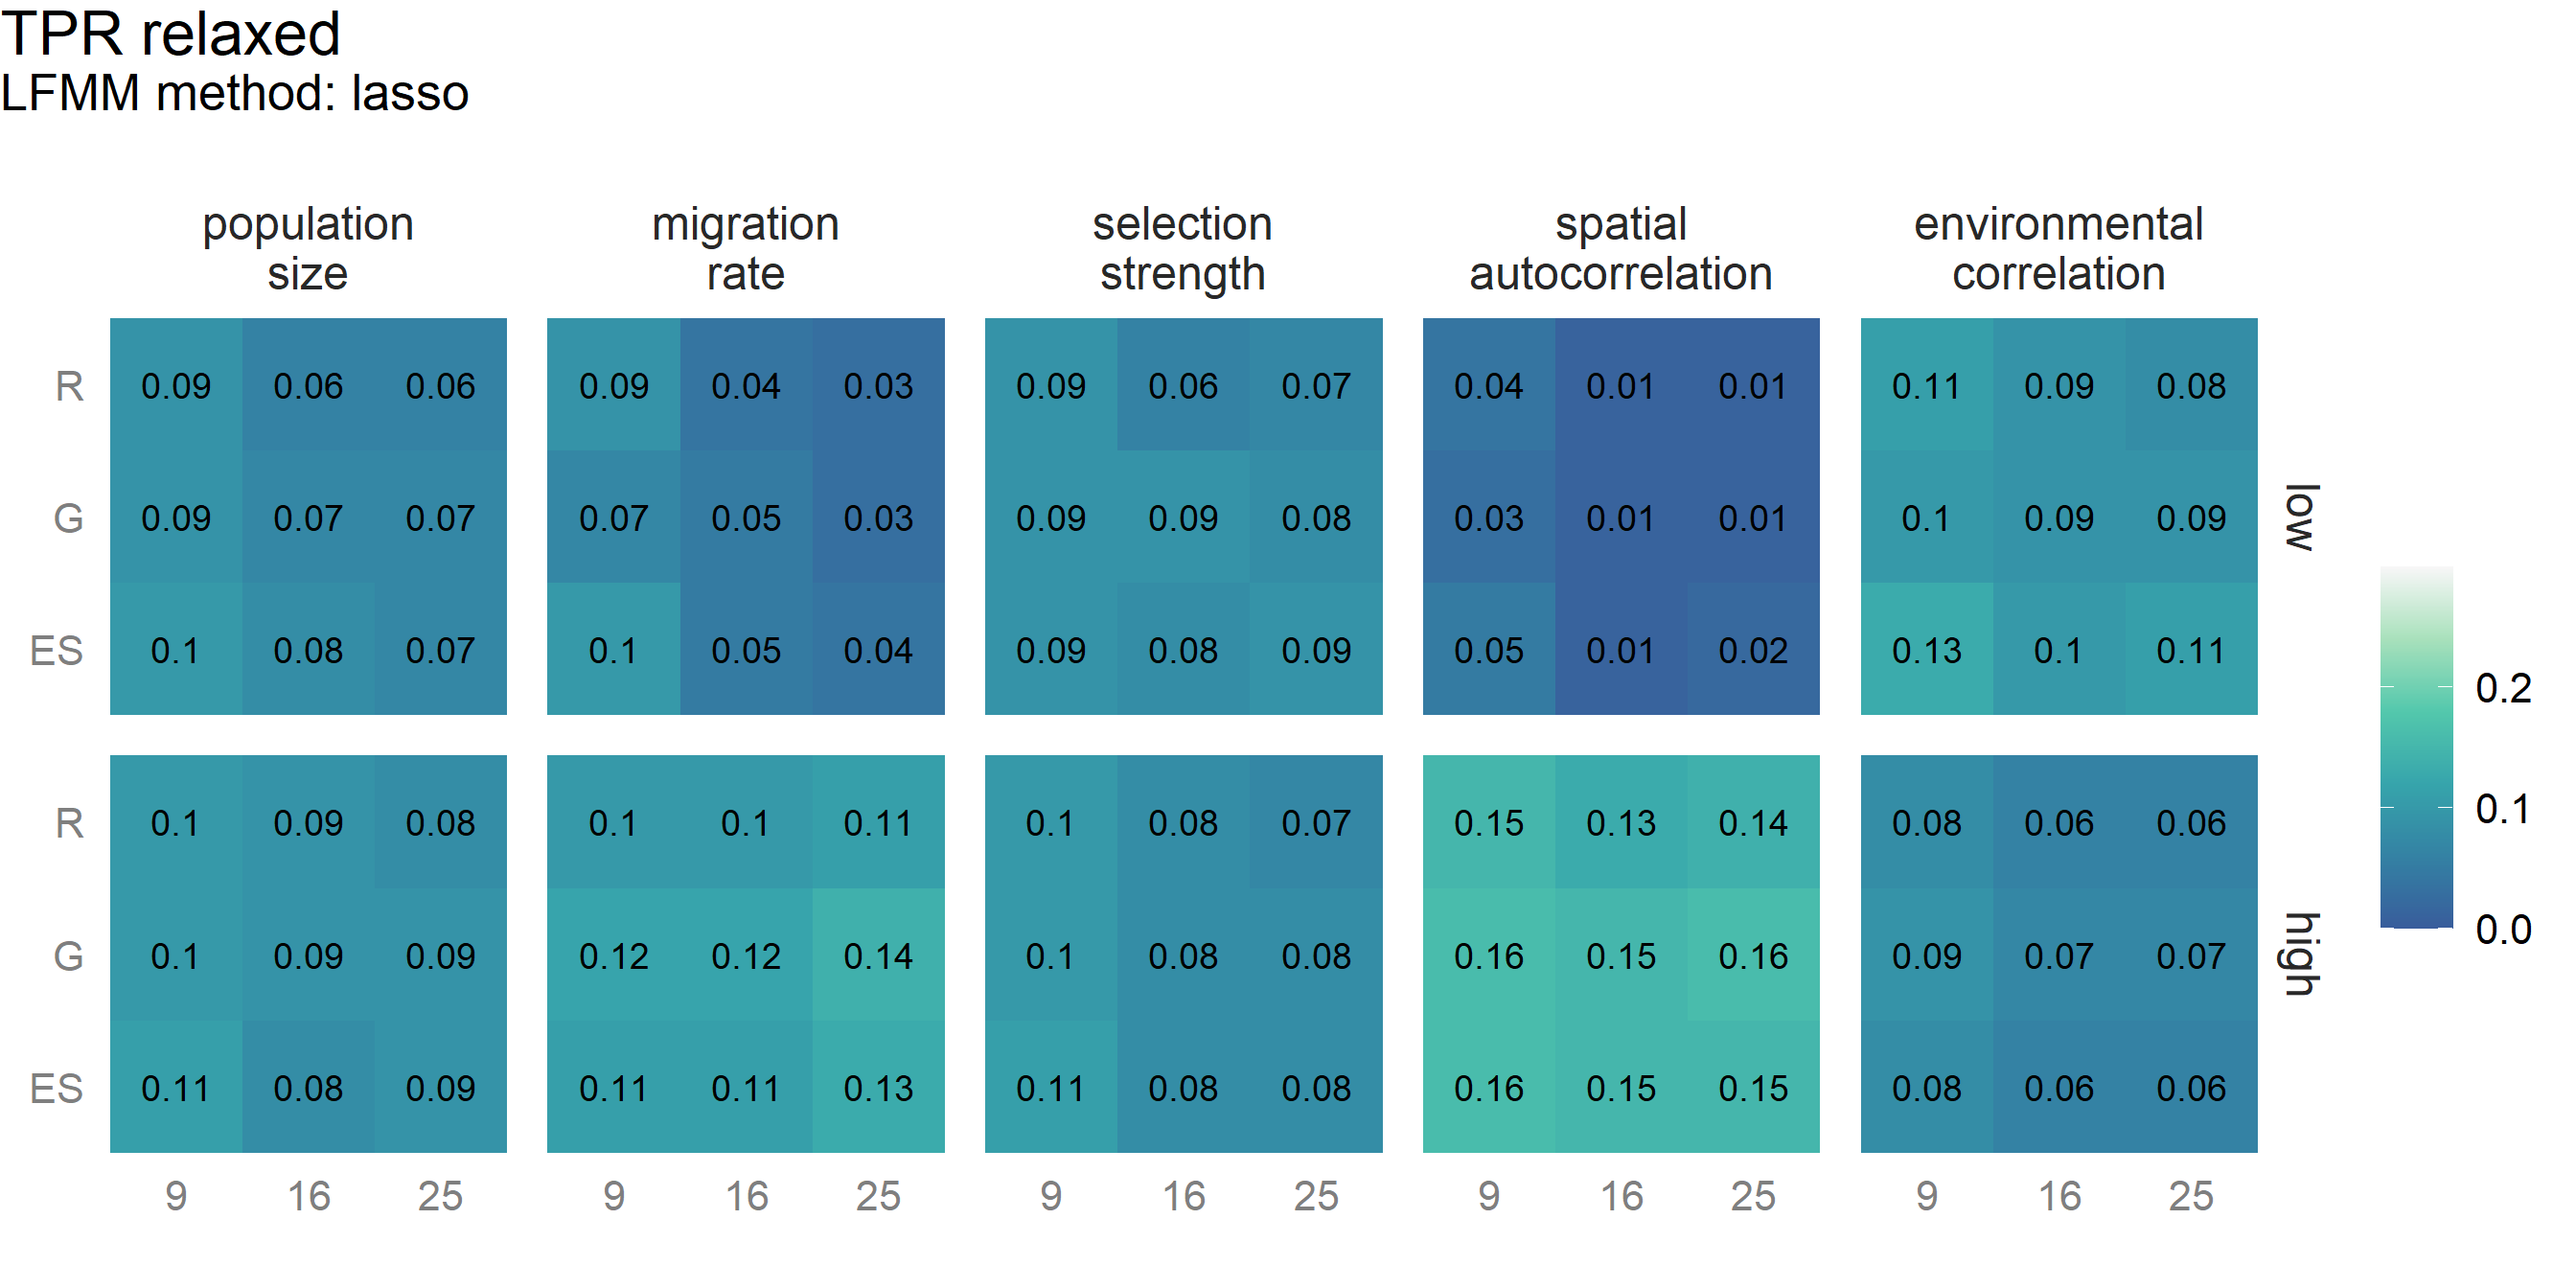 TPR relaxed
LFMM method: lasso
population size
migration rate
selection strength
spatial autocorrelation
environmental correlation
R 0.09 0.06 0.06 0.09 0.04 0.03 0.09 0.06 0.07 0.04 0.01 0.01 0.11 0.09 0.08
G 0.09 0.07 0.07 0.07 0.05 0.03 0.09 0.09 0.08 0.03 0.01 0.01 0.1 0.09 0.09
ES 0.1 0.08 0.07 0.1 0.05 0.04 0.09 0.08 0.09 0.05 0.01 0.02 0.13 0.1 0.11
low
R 0.1 0.09 0.08 0.1 0.1 0.11 0.1 0.08 0.07 0.15 0.13 0.14 0.08 0.06 0.06
G 0.1 0.09 0.09 0.12 0.12 0.14 0.1 0.08 0.08 0.16 0.15 0.16 0.09 0.07 0.07
ES 0.11 0.08 0.09 0.11 0.11 0.13 0.11 0.08 0.08 0.16 0.15 0.15 0.08 0.06 0.06
high
9 16 25 9 16 25 9 16 25 9 16 25 9 16 25
0.2
0.1
0.0